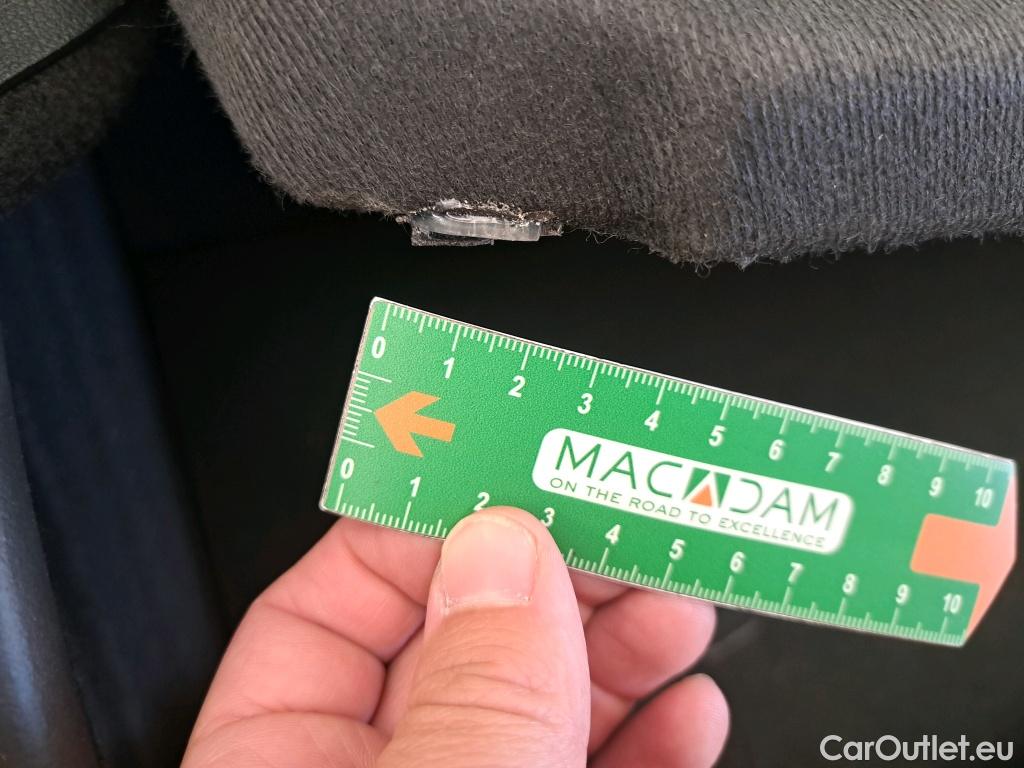 0 1 2 3 4 5 6 7 8 9 10
MACADAM
ON THE ROAD TO EXCELLENCE
0 1 2 3 4 5 6 7 8 9 10
CarOutlet.eu